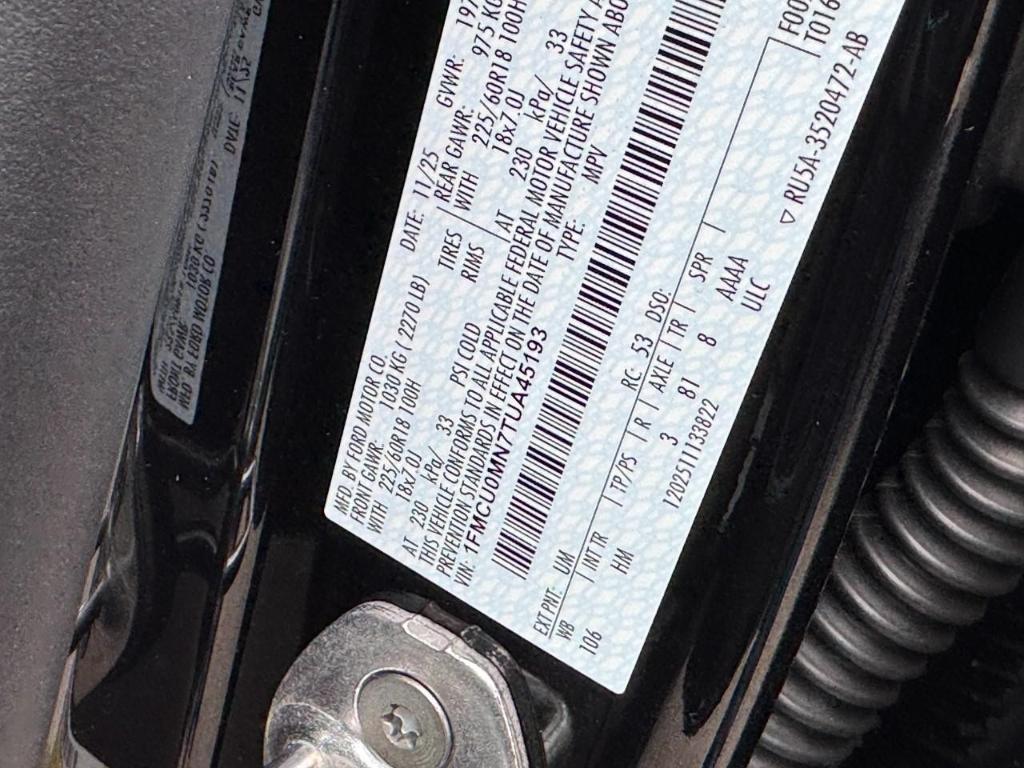 MFD. BY FORD MOTOR CO. DATE: 11/25 GVWR: 197
FRONT GAWR: 1030 KG ( 2270 LB) REAR GAWR: 975 KG
WITH 225/60R18 100H TIRES WITH 225/60R18 100H
18x7.0J RIMS 18x7.0J
AT 230 kPa/ 33 PSI COLD AT 230 kPa/ 33
THIS VEHICLE CONFORMS TO ALL APPLICABLE FEDERAL MOTOR VEHICLE SAFETY A
PREVENTION STANDARDS IN EFFECT ON THE DATE OF MANUFACTURE SHOWN ABO
VIN: 1FMCU0MN7TUA45193 TYPE: MPV
EXT PNT: UM RC: 53 DSO: F00
WB INT TR TP/PS R AXLE TR SPR T016
106 HM 3 81 8 AAAA
12025111133822 ULC
▽ RU5A-3520472-AB